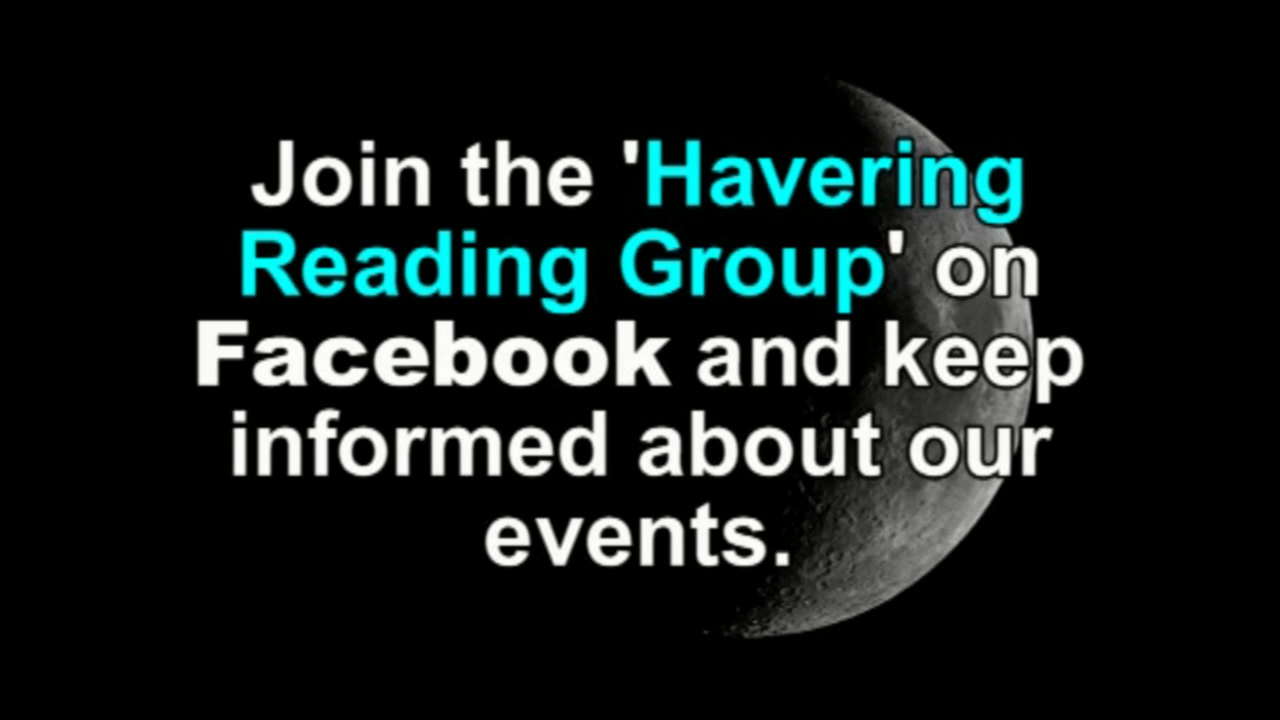 Join the 'Havering
Reading Group' on
Facebook and keep
informed about our
events.